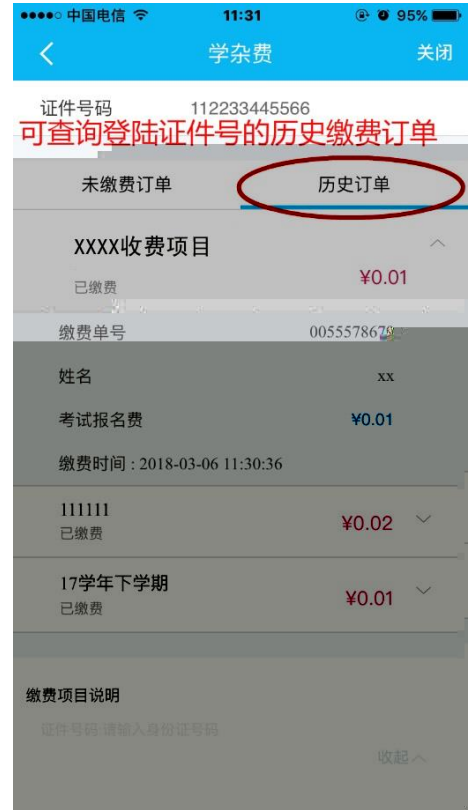 中国电信 11:31 95%
学杂费 关闭
证件号码 112233445566
可查询登陆证件号的历史缴费订单
未缴费订单 历史订单
XXXX收费项目
¥0.01
已缴费
缴费单号 005557867
姓名 xx
考试报名费 ¥0.01
缴费时间 : 2018-03-06 11:30:36
111111
¥0.02
已缴费
17学年下学期
¥0.01
已缴费
缴费项目说明
证件号码:请输入身份证号码
收起